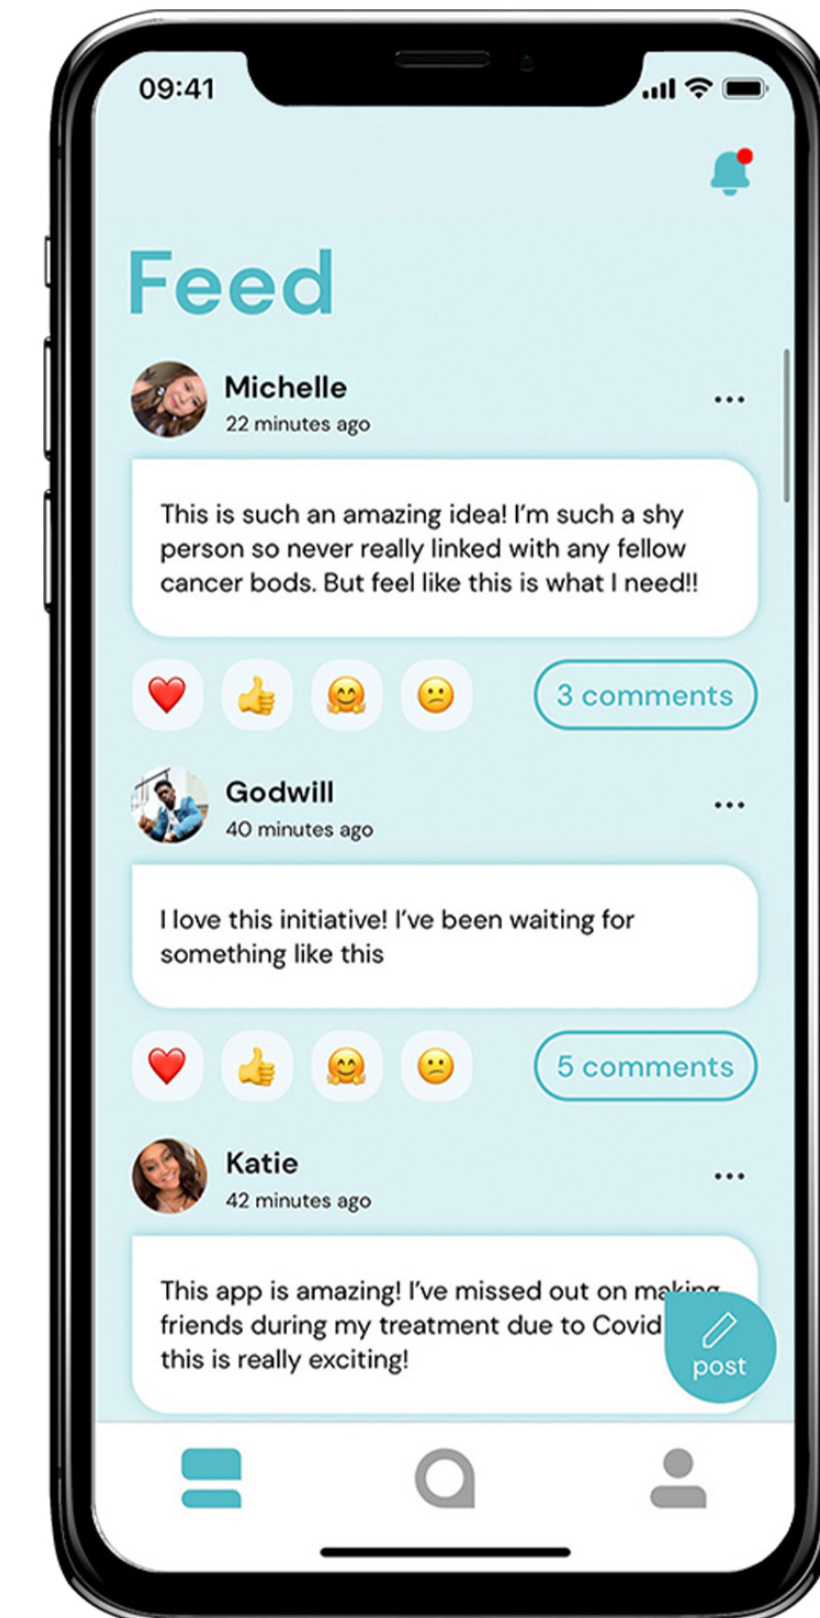 09:41
Feed
Michelle
22 minutes ago
This is such an amazing idea! I'm such a shy
person so never really linked with any fellow
cancer bods. But feel like this is what I need!!
3 comments
Godwill
40 minutes ago
I love this initiative! I've been waiting for
something like this
5 comments
Katie
42 minutes ago
This app is amazing! I've missed out on making
friends during my treatment due to Covid
this is really exciting!
post